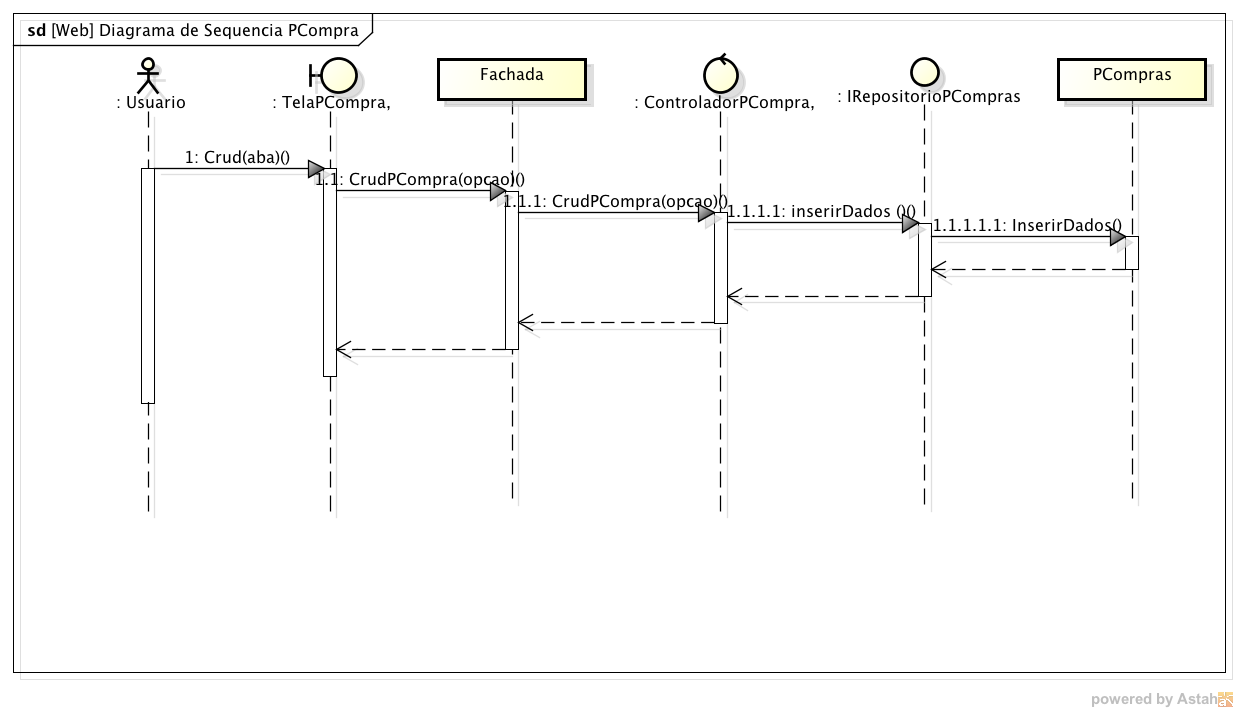 sd [Web] Diagrama de Sequencia PCompra
: Usuario
: TelaPCompra,
Fachada
: ControladorPCompra,
: IRepositorioPCompras
PCompras
1: Crud(aba)()
1.1: CrudPCompra(opcao)()
1.1.1: CrudPCompra(opcao)()
1.1.1.1: inserirDados ()()
1.1.1.1.1: InserirDados()
powered by Astah